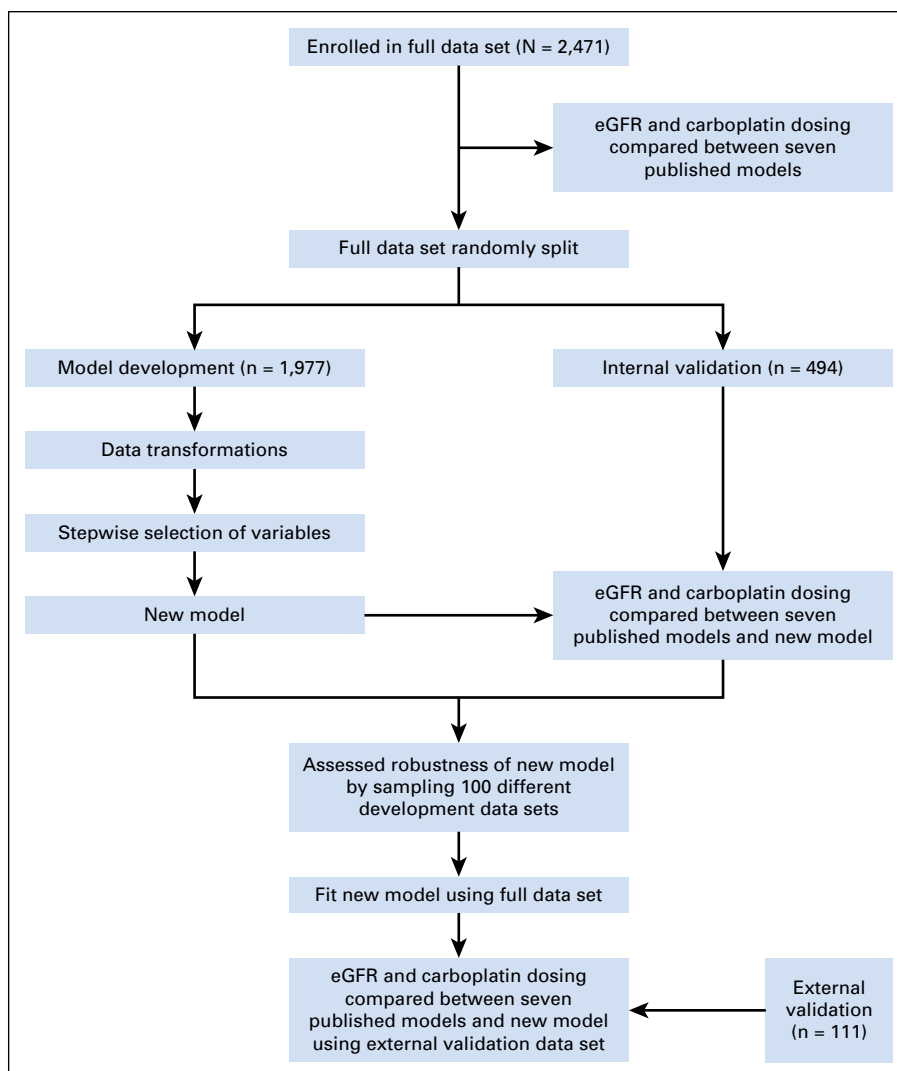 Enrolled in full data set (N = 2,471)
eGFR and carboplatin dosing
compared between seven
published models
Full data set randomly split
Model development (n = 1,977)
Internal validation (n = 494)
Data transformations
Stepwise selection of variables
New model
eGFR and carboplatin dosing
compared between seven
published models and new model
Assessed robustness of new model
by sampling 100 different
development data sets
Fit new model using full data set
eGFR and carboplatin dosing
compared between seven
published models and new model
using external validation data set
External
validation
(n = 111)